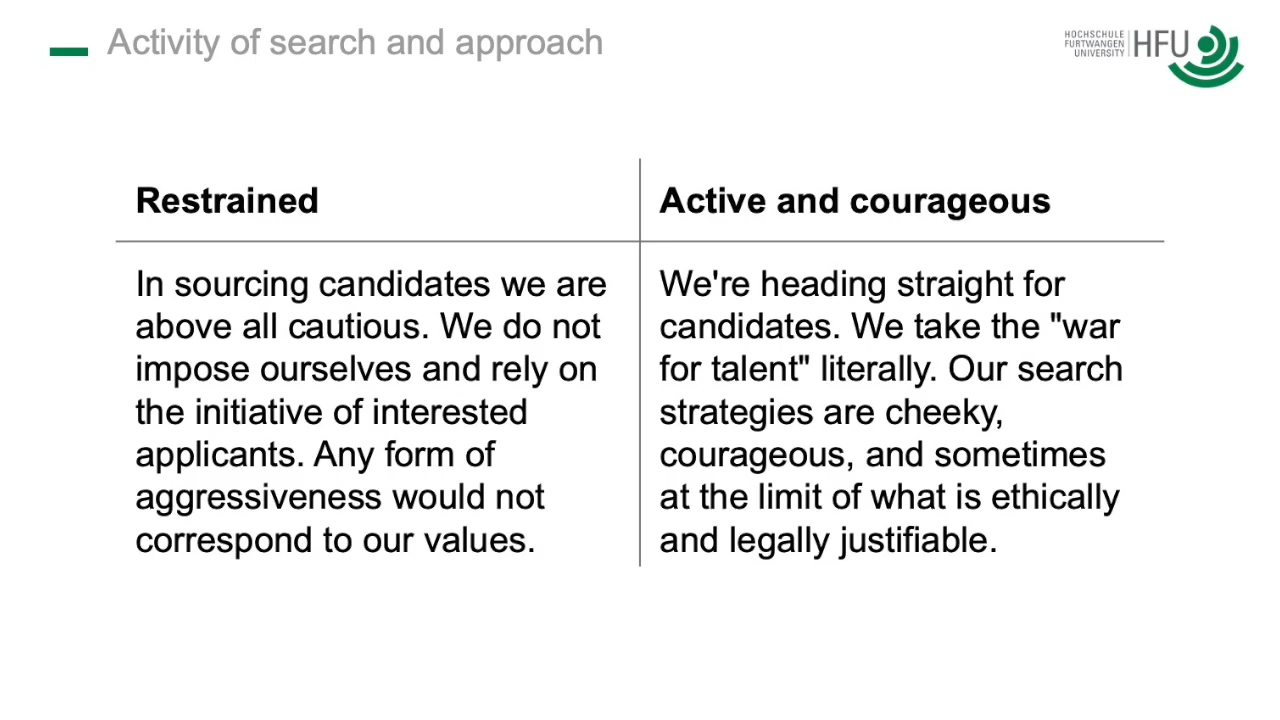 Activity of search and approach
HOCHSCHULE
FURTWANGEN
UNIVERSITY
HFU
Restrained
Active and courageous
In sourcing candidates we are
above all cautious. We do not
impose ourselves and rely on
the initiative of interested
applicants. Any form of
aggressiveness would not
correspond to our values.
We're heading straight for
candidates. We take the "war
for talent" literally. Our search
strategies are cheeky,
courageous, and sometimes
at the limit of what is ethically
and legally justifiable.